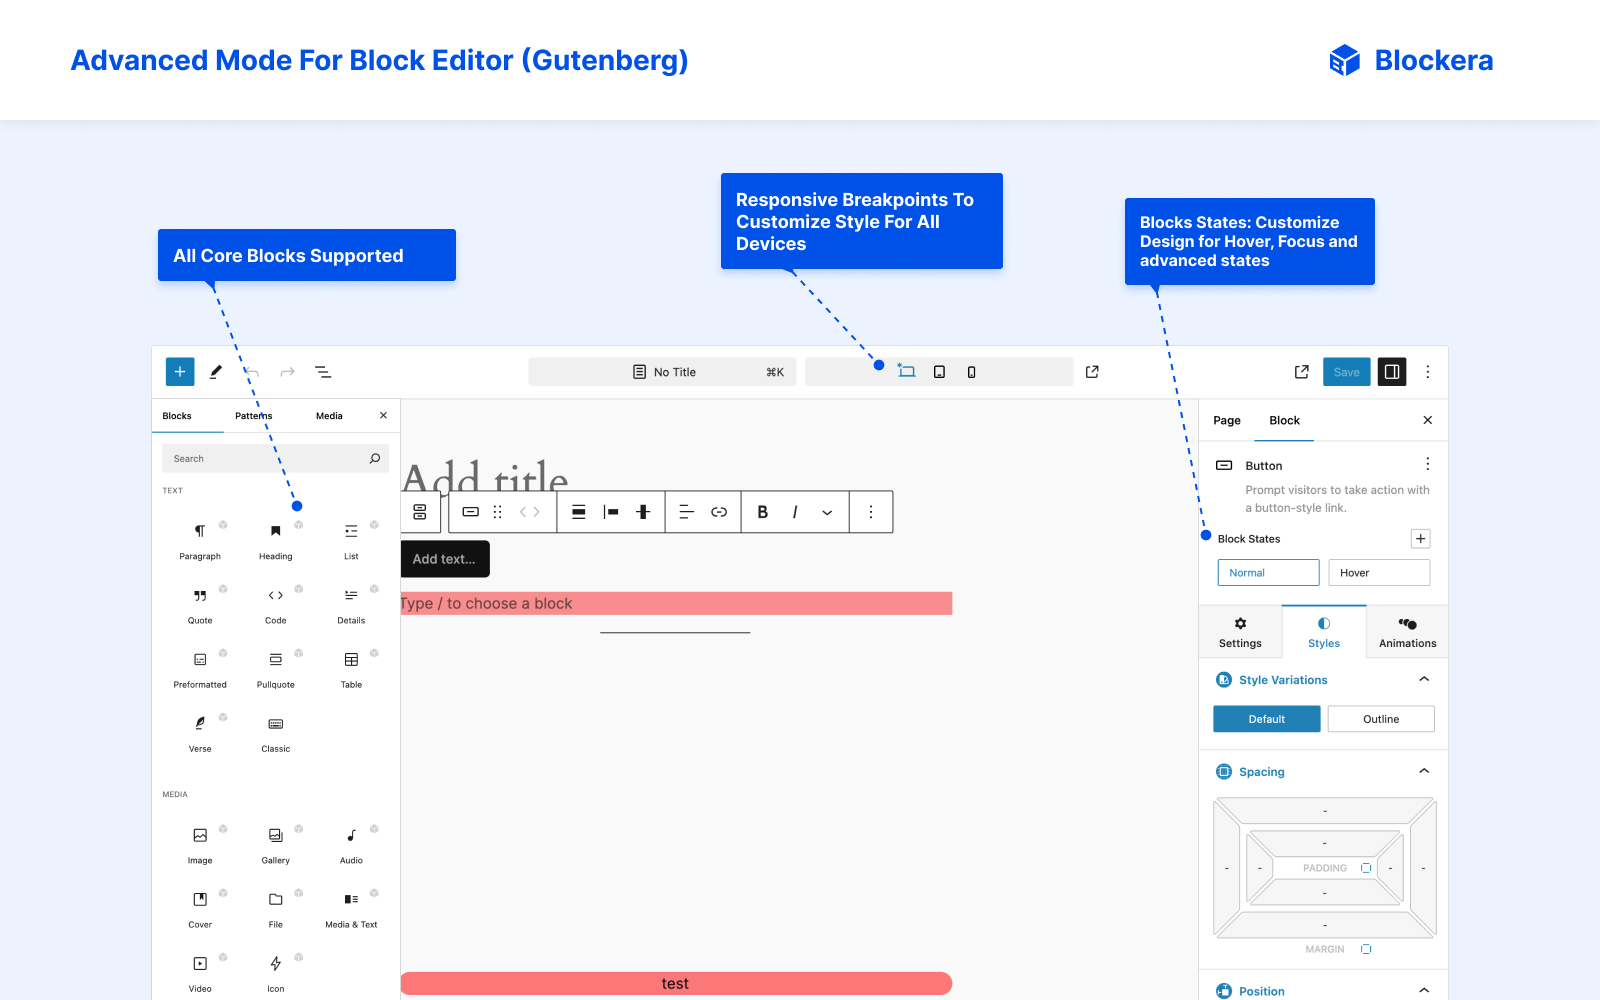 Advanced Mode For Block Editor (Gutenberg)
Blockera
All Core Blocks Supported
Responsive Breakpoints To
Customize Style For All
Devices
Blocks States: Customize
Design for Hover, Focus and
advanced states
No Title
⌘K
Save
Blocks
Patterns
Media
Search
TEXT
Paragraph
Heading
List
Quote
Code
Details
Preformatted
Pullquote
Table
Verse
Classic
MEDIA
Image
Gallery
Audio
Cover
File
Media & Text
Video
Icon
Add title
B
I
Add text...
Type / to choose a block
test
Page
Block
Button
Prompt visitors to take action with
a button-style link.
Block States
Normal
Hover
Settings
Styles
Animations
Style Variations
Default
Outline
Spacing
-
-
-
-
PADDING
-
-
-
-
MARGIN
Position